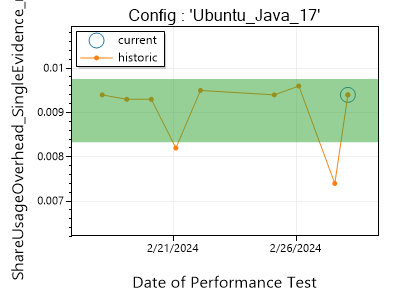 Config : 'Ubuntu_Java_17'
current
historic
0.01
0.009
0.008
0.007
ShareUsageOverhead_SingleEvidence_
2/21/2024
2/26/2024
Date of Performance Test